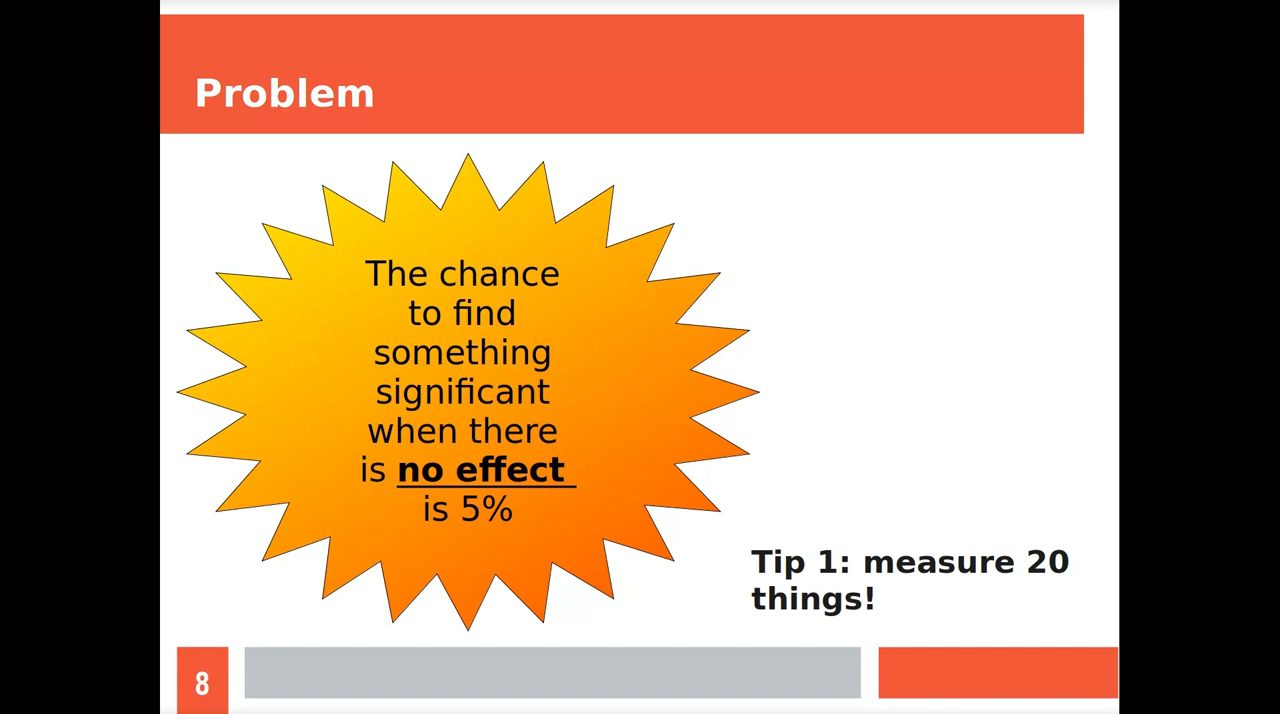 Problem
The chance
to find
something
significant
when there
is no effect
is 5%
Tip 1: measure 20
things!
8